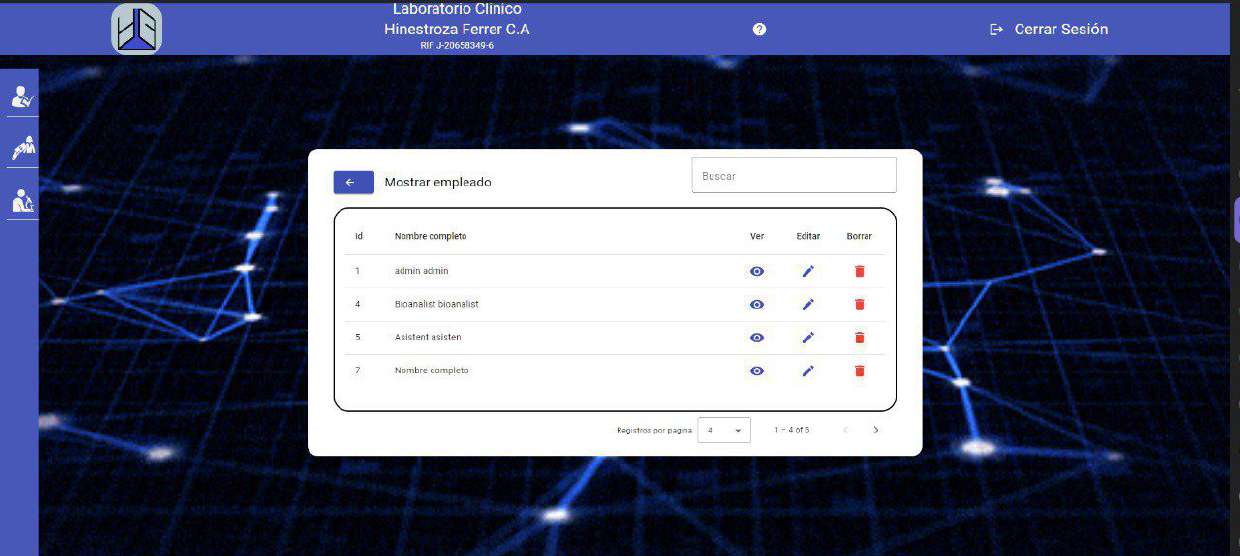 Laboratorio Clinico
Hinestroza Ferrer C.A
RIF J-20658349-6
Cerrar Sesión
Mostrar empleado
Buscar
Id Nombre completo Ver Editar Borrar
1 admin admin
4 Bioanalist bioanalist
5 Asistent asisten
7 Nombre completo
Registros por pagina 4 1 – 4 of 5